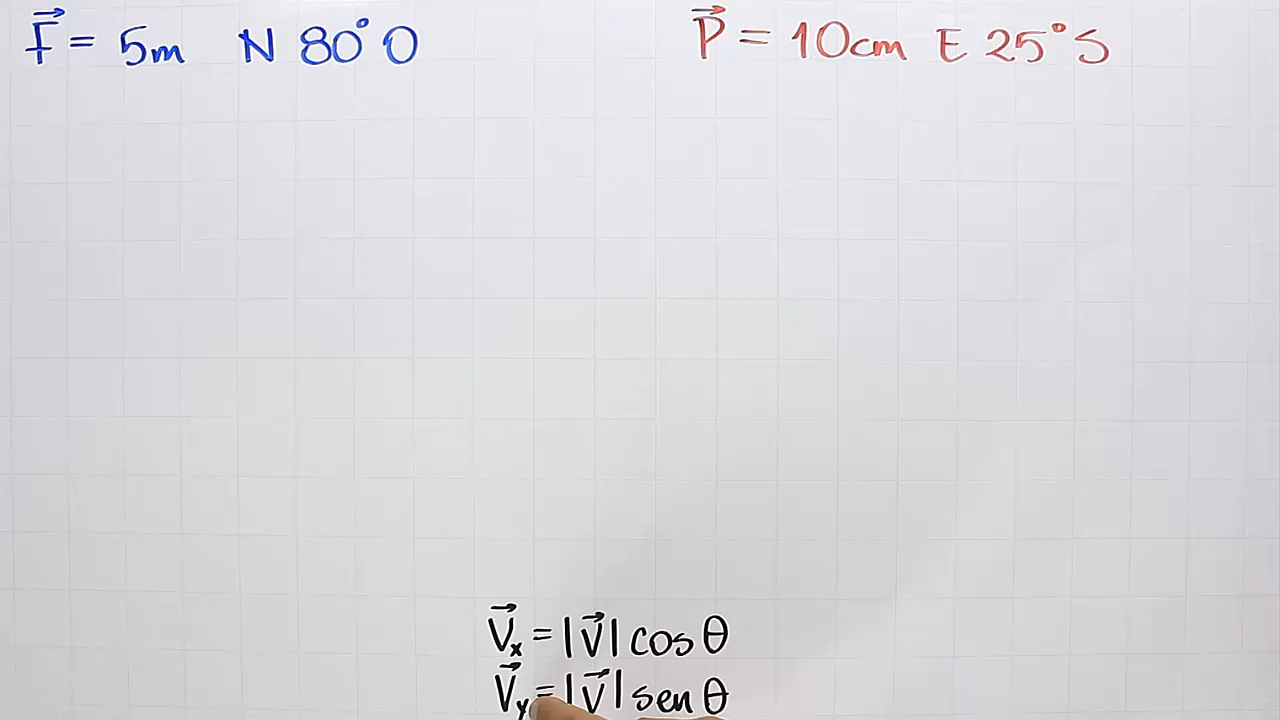 F⃗ = 5m N 80° O
P⃗ = 10cm E 25° S
V⃗x = |V⃗| cos θ
V⃗y = |V⃗| sen θ